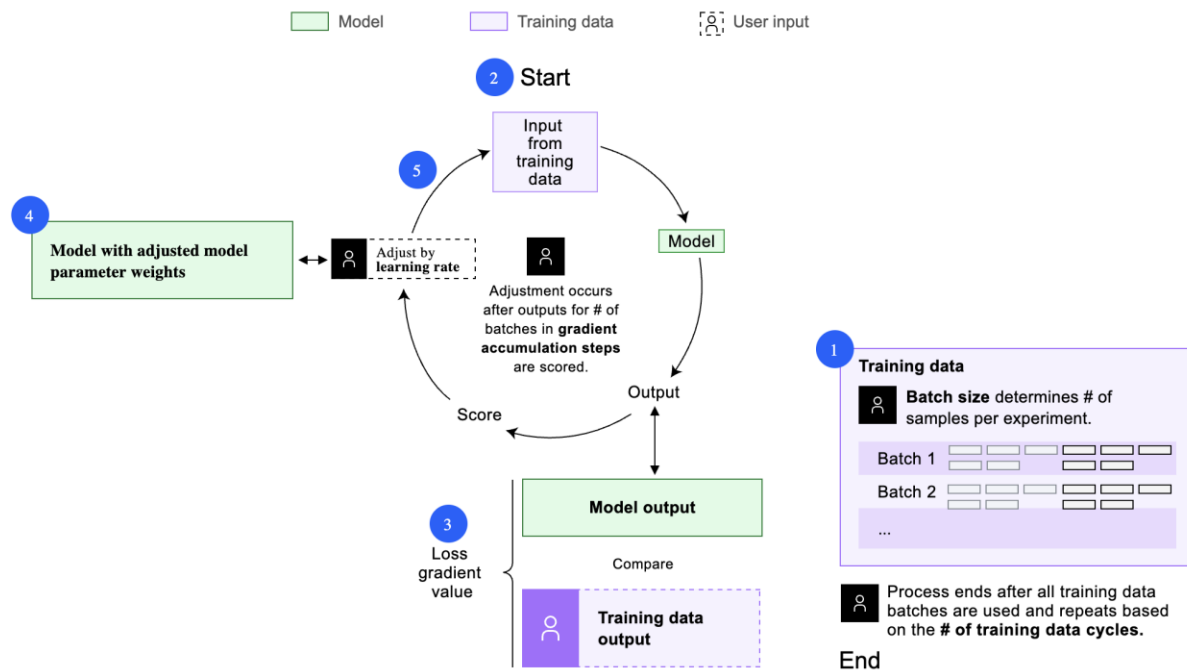 Model
Training data
User input
2
Start
Input
from
training
data
5
4
Model with adjusted model
parameter weights
Adjust by
learning rate
Model
Adjustment occurs
after outputs for # of
batches in gradient
accumulation steps
are scored.
Output
Score
1
Training data
Batch size determines # of
samples per experiment.
Batch 1
Batch 2
...
3
Loss
gradient
value
Model output
Compare
Training data
output
Process ends after all training data
batches are used and repeats based
on the # of training data cycles.
End